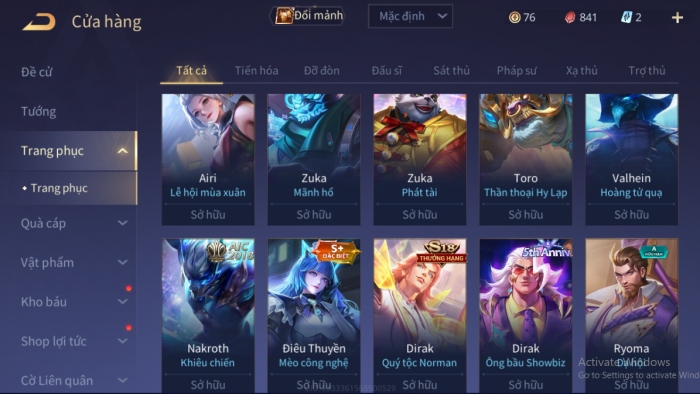 Cửa hàng
Đổi mảnh
Mặc định
76
841
2
Đề cử
Tướng
Trang phục
Trang phục
Quà cáp
Vật phẩm
Kho báu
Shop lợi tức
Cờ Liên quân
Tất cả Tiến hóa Đỡ đòn Đấu sĩ Sát thủ Pháp sư Xạ thủ Trợ thủ
Airi
Lễ hội mùa xuân
Sở hữu
Zuka
Mãnh hổ
Sở hữu
Zuka
Phát tài
Sở hữu
Toro
Thần thoại Hy Lạp
Sở hữu
Valhein
Hoàng tử quạ
Sở hữu
AIC
Nakroth
Khiêu chiến
Sở hữu
S+
ĐẶC BIỆT
Điêu Thuyền
Mèo công nghệ
Sở hữu
S18
THƯỞNG HẠNG
Dirak
Quý tộc Norman
Sở hữu
5th Anniv
Dirak
Ông bầu Showbiz
Sở hữu
A
Ryoma
Sở hữu
Activate Windows
Go to Settings to activate Wind